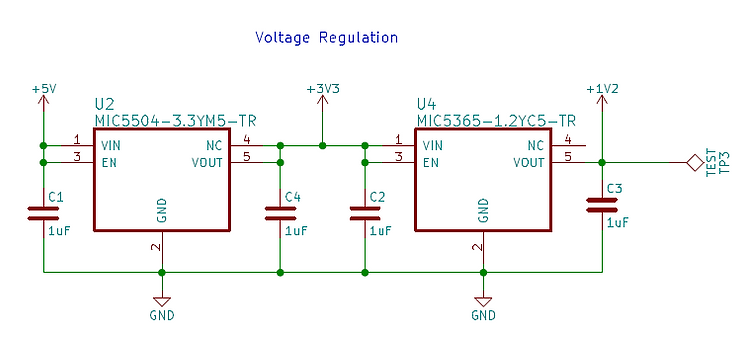 Voltage Regulation
+5V
+3V3
+1V2
U2
MIC5504-3.3YM5-TR
U4
MIC5365-1.2YC5-TR
1 VIN NC 4
3 EN VOUT 5
GND
2
1 VIN NC 4
3 EN VOUT 5
GND
2
TEST
TP3
C1
1uF
C4
1uF
C2
1uF
C3
1uF
GND
GND